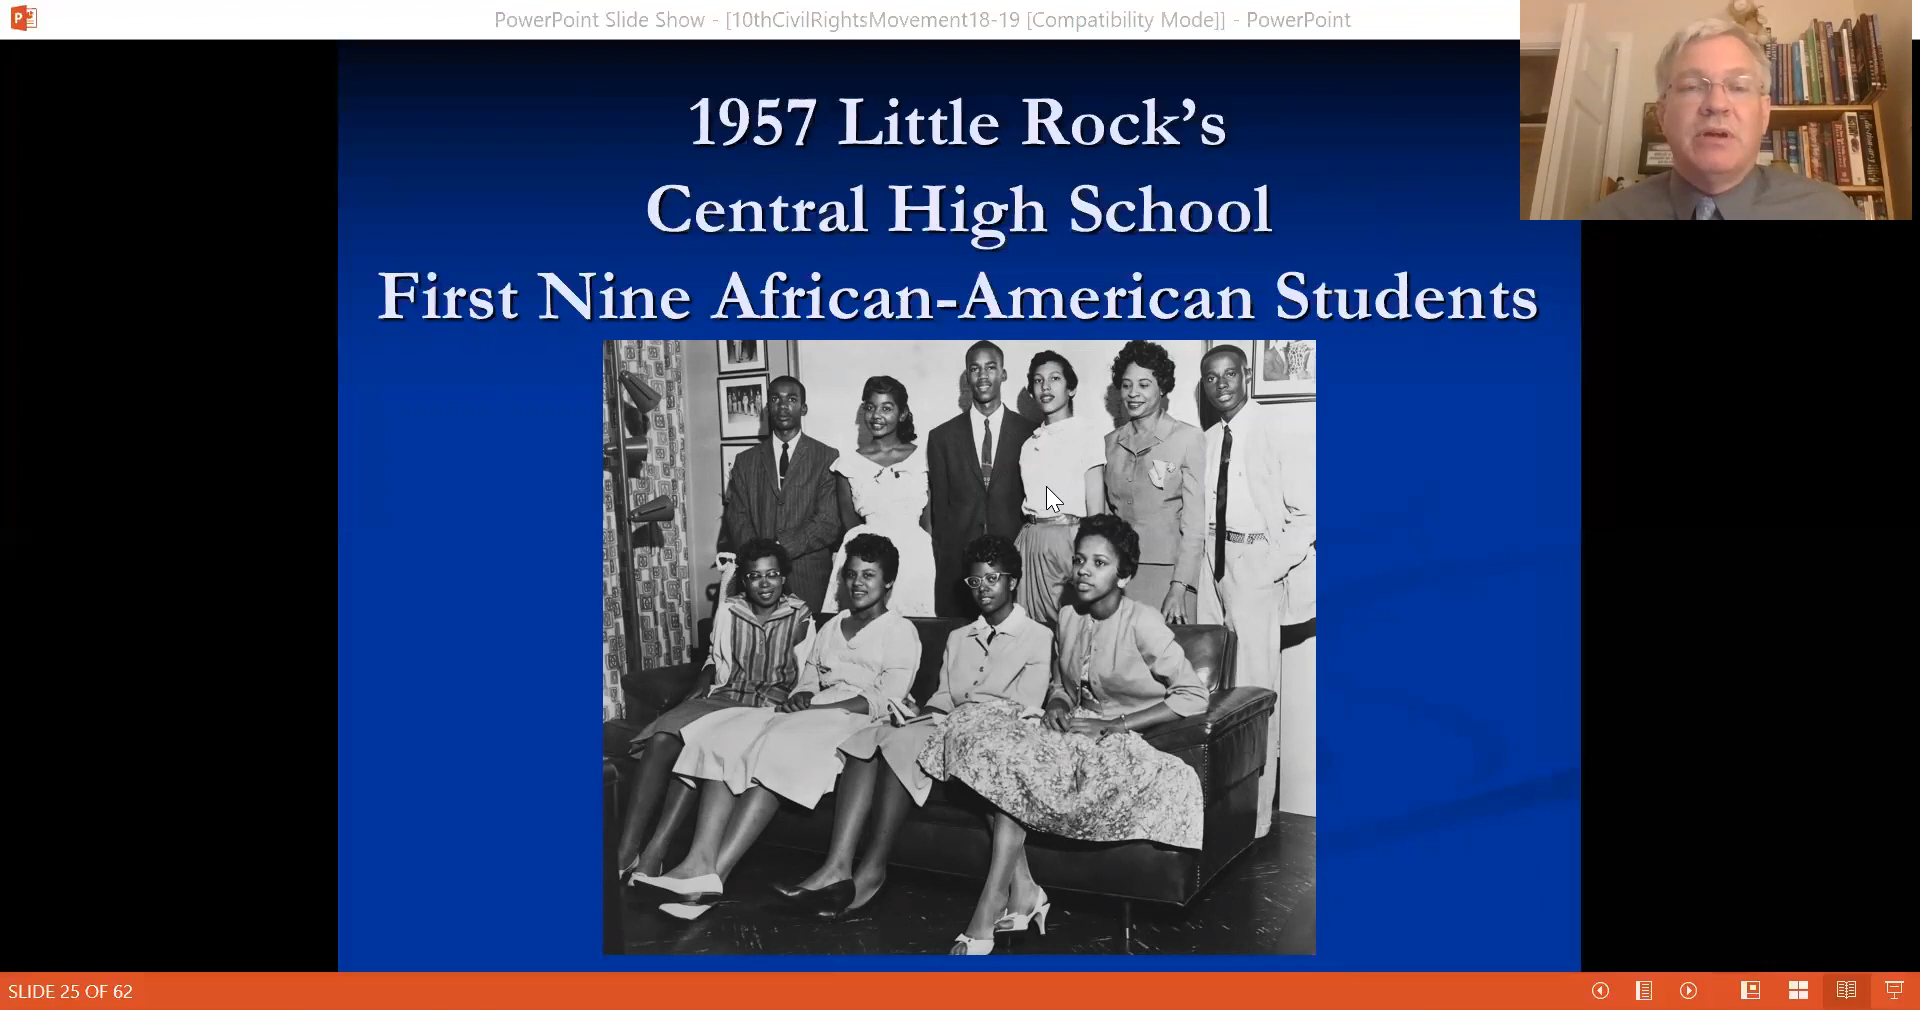 PowerPoint Slide Show - [10thCivilRightsMovement18-19 [Compatibility Mode]] - PowerPoint
1957 Little Rock’s
Central High School
First Nine African-American Students
SLIDE 25 OF 62